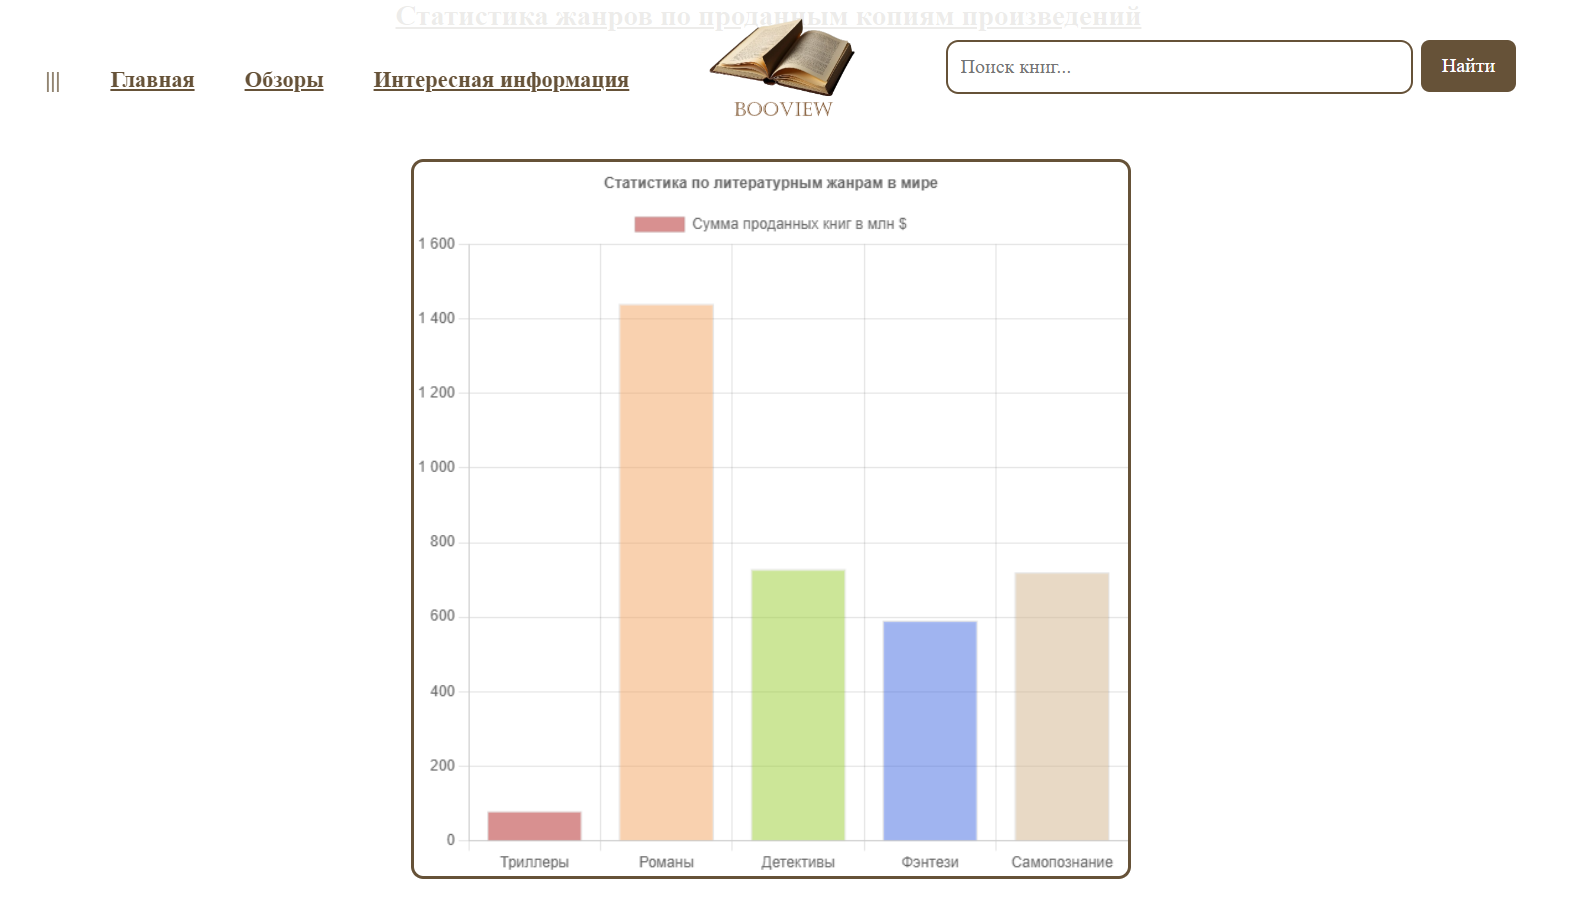 Статистика жанров по проданным копиям произведений
||| Главная Обзоры Интересная информация
BOOVIEW
Поиск книг...
Найти
Статистика по литературным жанрам в мире
Сумма проданных книг в млн $
1 600
1 400
1 200
1 000
800
600
400
200
0
Триллеры Романы Детективы Фэнтези Самопознание